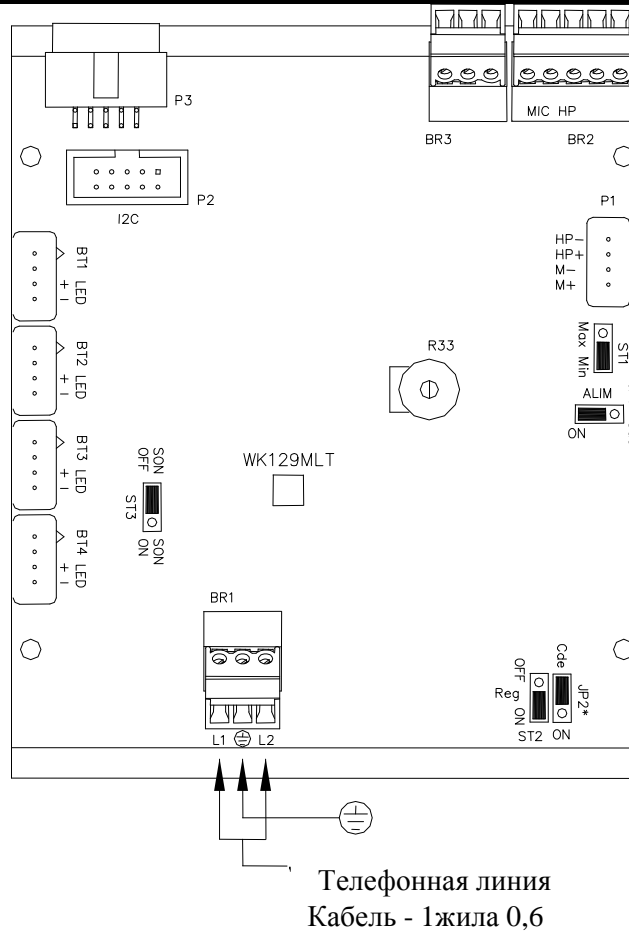 P3
MIC HP
BR3
BR2
P2
I2C
P1
HP-
HP+
M-
M+
BT1
+ LED
-
Max Min
ST1
R33
BT2
+ LED
-
ALIM
ON
BT3
+ LED
-
SON
OFF
WK129MLT
ST3
SON
ON
BT4
+ LED
-
BR1
Cde
OFF
Reg
ON
JP2*
ST2
ON
L1
L2
Телефонная линия
Кабель - 1жила 0,6